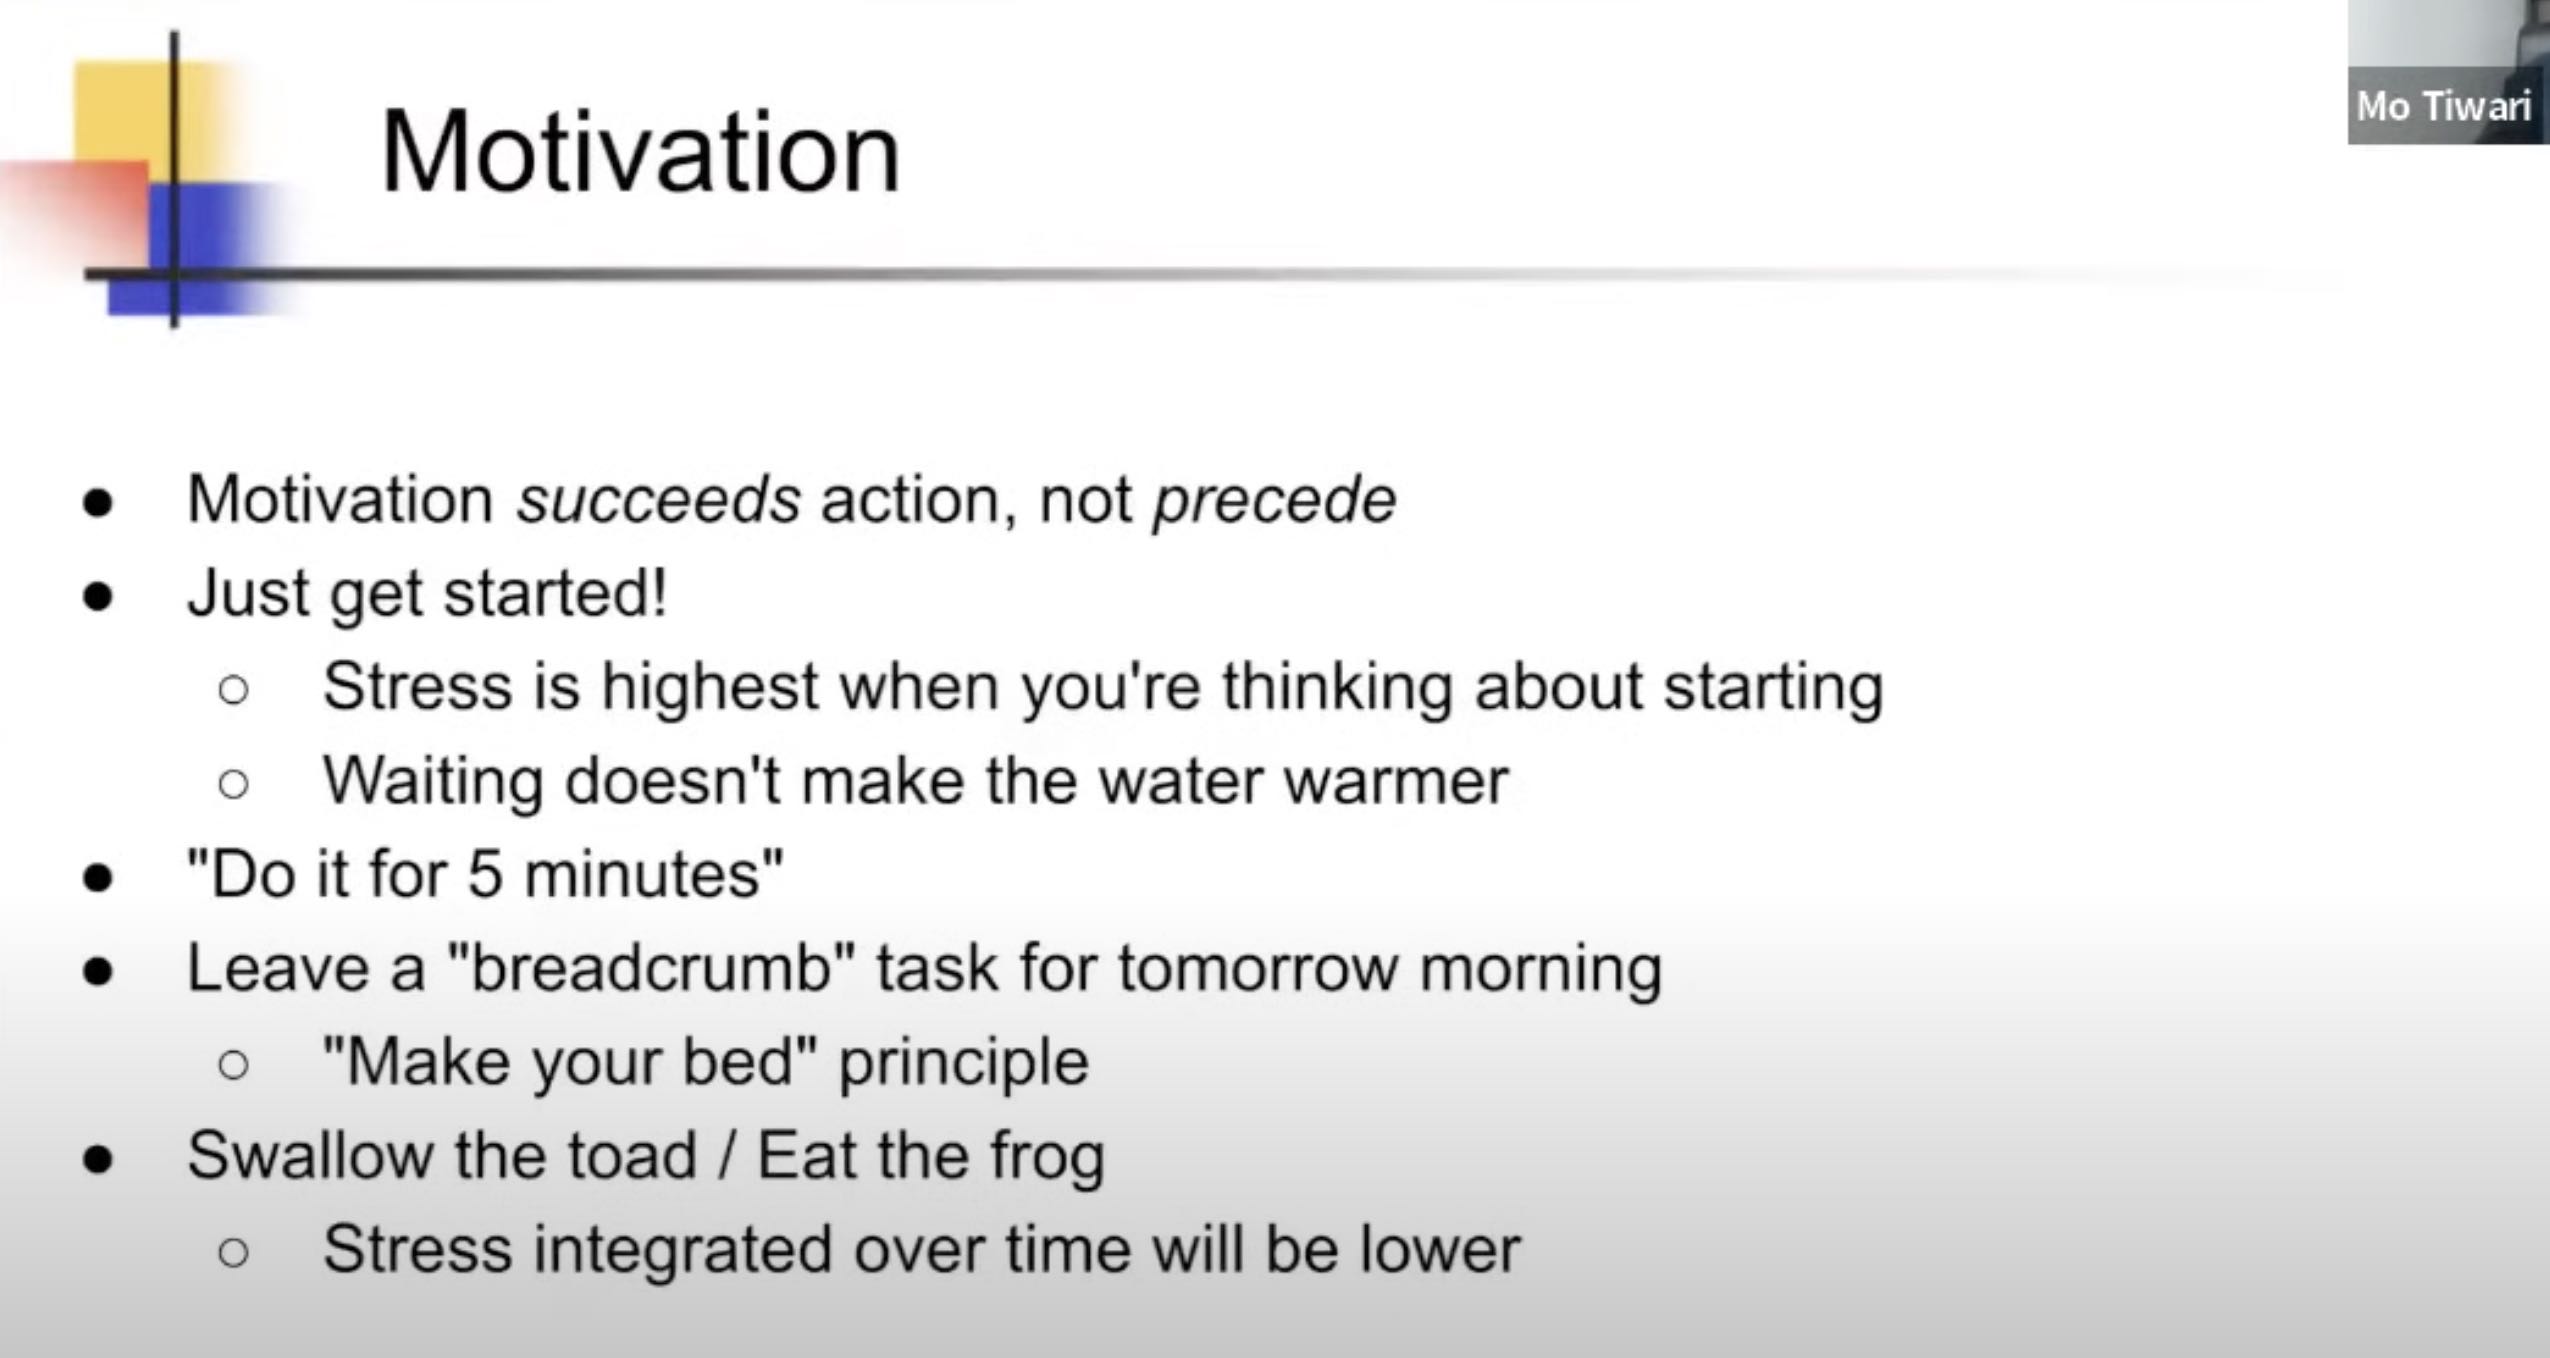 Motivation
Mo Tiwari
● Motivation succeeds action, not precede
● Just get started!
○ Stress is highest when you're thinking about starting
○ Waiting doesn't make the water warmer
● "Do it for 5 minutes"
● Leave a "breadcrumb" task for tomorrow morning
○ "Make your bed" principle
● Swallow the toad / Eat the frog
○ Stress integrated over time will be lower